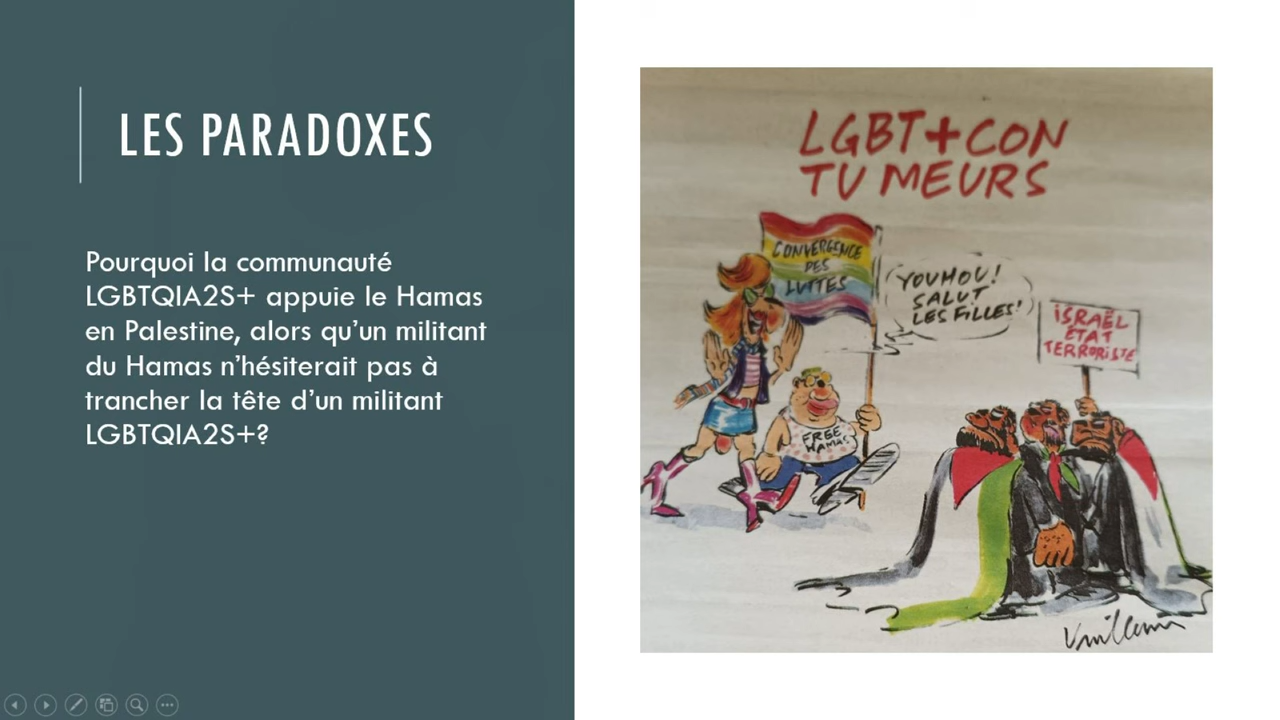 LES PARADOXES
Pourquoi la communauté
LGBTQIA2S+ appuie le Hamas
en Palestine, alors qu’un militant
du Hamas n’hésiterait pas à
trancher la tête d’un militant
LGBTQIA2S+?
LGBT+CON
TU MEURS
CONVERGENCE
DES
LUTTES
YOUHOU!
SALUT
LES FILLES!
ISRAËL
ÉTAT
TERRORISTE
FREE
HAMAS
Vuillemin